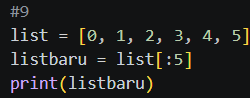 #9
list = [0, 1, 2, 3, 4, 5]
listbaru = list[:5]
print(listbaru)